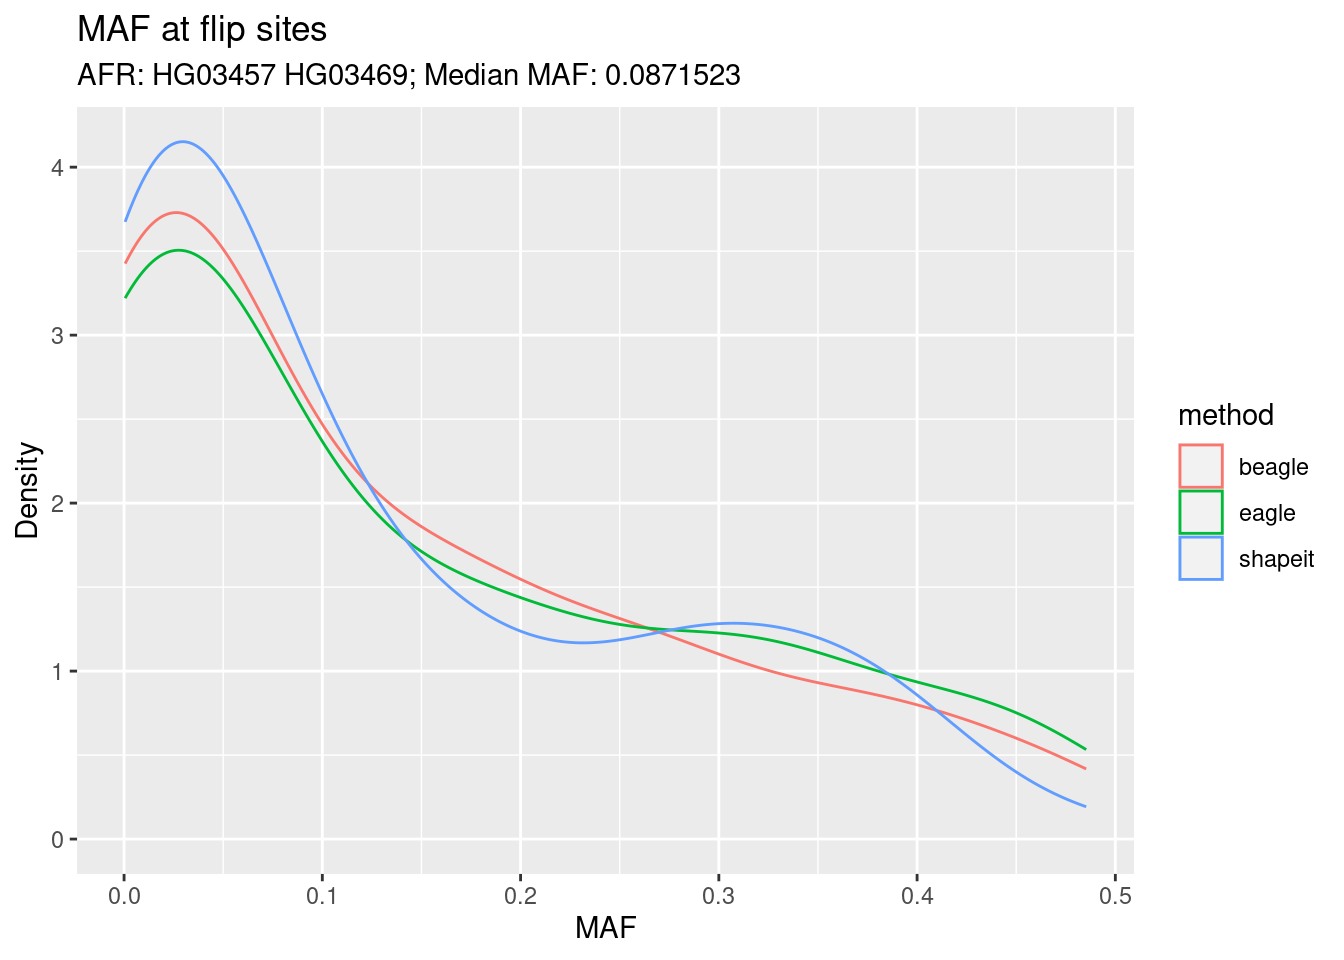 MAF at flip sites
AFR: HG03457 HG03469; Median MAF: 0.0871523
4
3
2
1
0
Density
0.0 0.1 0.2 0.3 0.4 0.5
MAF
method
beagle
eagle
shapeit